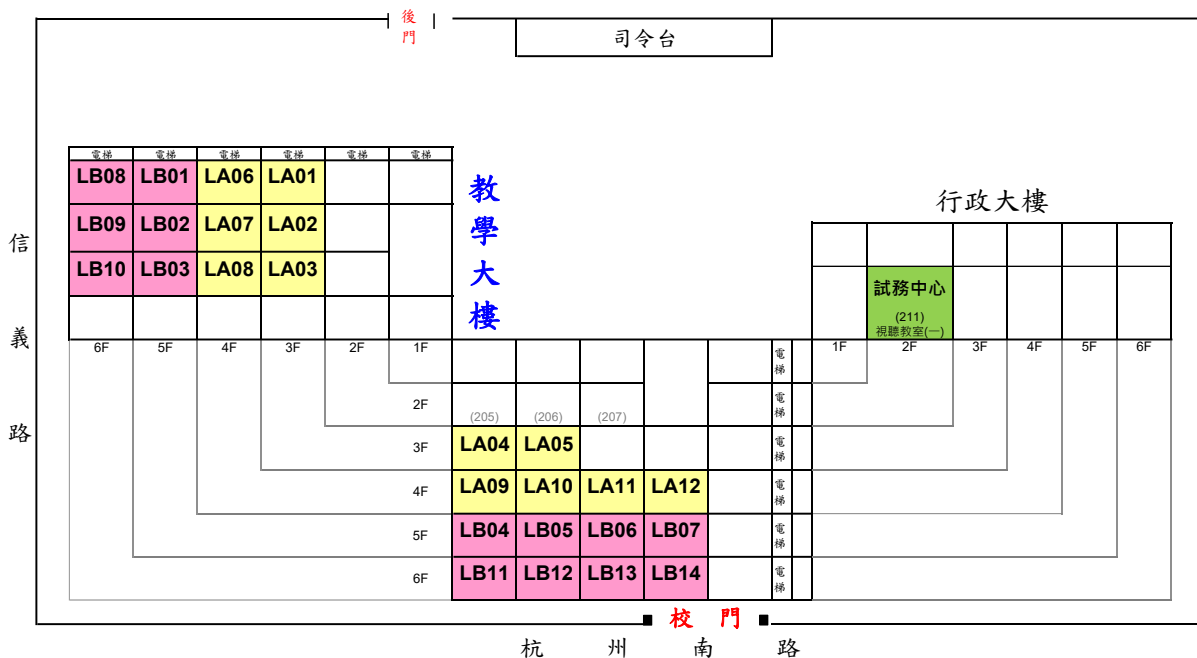 後門
司令台
電梯 電梯 電梯 電梯 電梯 電梯
LB08 LB01 LA06 LA01
LB09 LB02 LA07 LA02
LB10 LB03 LA08 LA03
6F 5F 4F 3F 2F 1F
信義路
教學大樓
行政大樓
試務中心
(211)
視聽教室(一)
1F 2F 3F 4F 5F 6F
電梯
2F (205) (206) (207) 電梯
3F LA04 LA05 電梯
4F LA09 LA10 LA11 LA12 電梯
5F LB04 LB05 LB06 LB07 電梯
6F LB11 LB12 LB13 LB14 電梯
校門
杭州南路